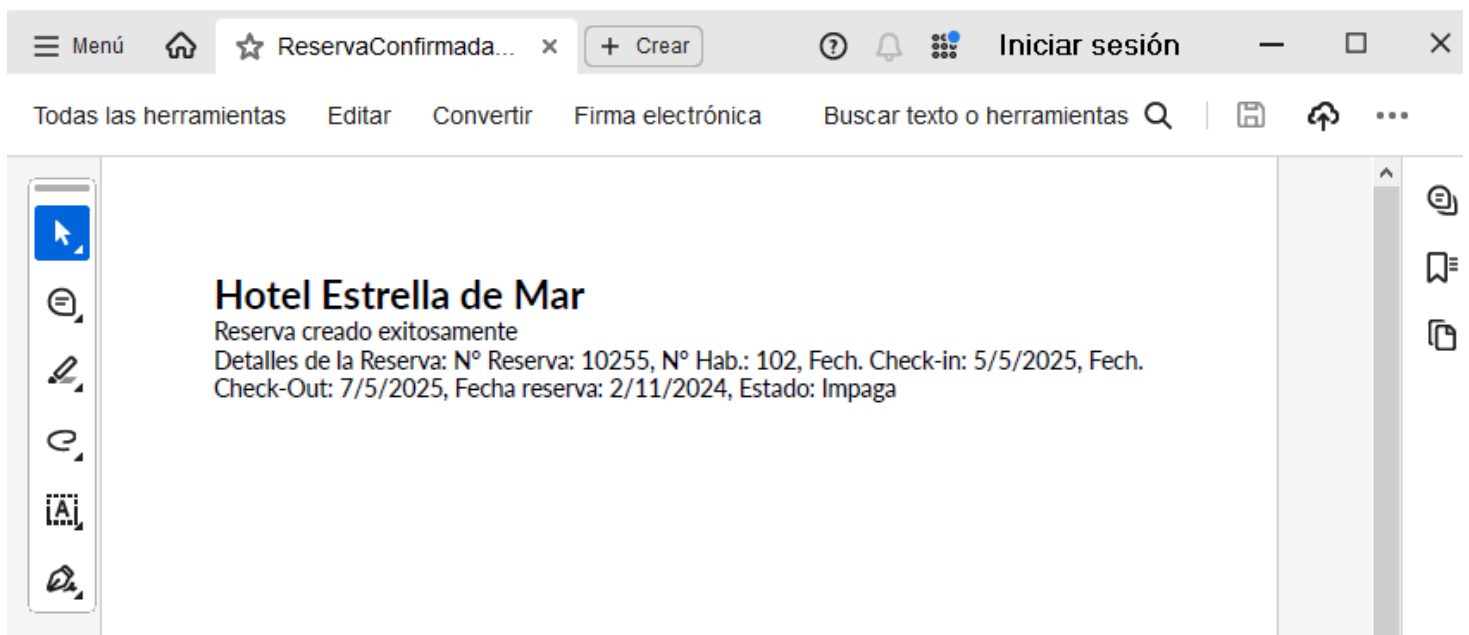 Menú ReservaConfirmada... Crear Iniciar sesión
Todas las herramientas Editar Convertir Firma electrónica Buscar texto o herramientas
Hotel Estrella de Mar
Reserva creado exitosamente
Detalles de la Reserva: N° Reserva: 10255, N° Hab.: 102, Fech. Check-in: 5/5/2025, Fech.
Check-Out: 7/5/2025, Fecha reserva: 2/11/2024, Estado: Impaga